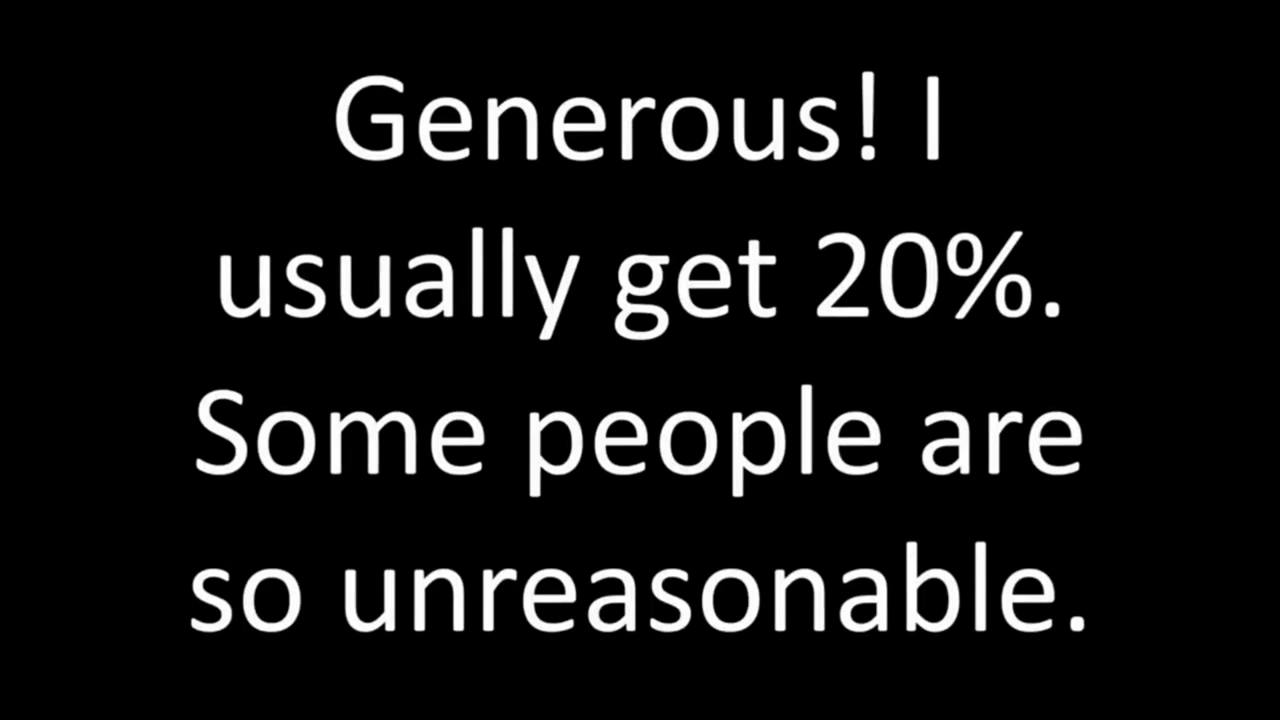 Generous! I
usually get 20%.
Some people are
so unreasonable.